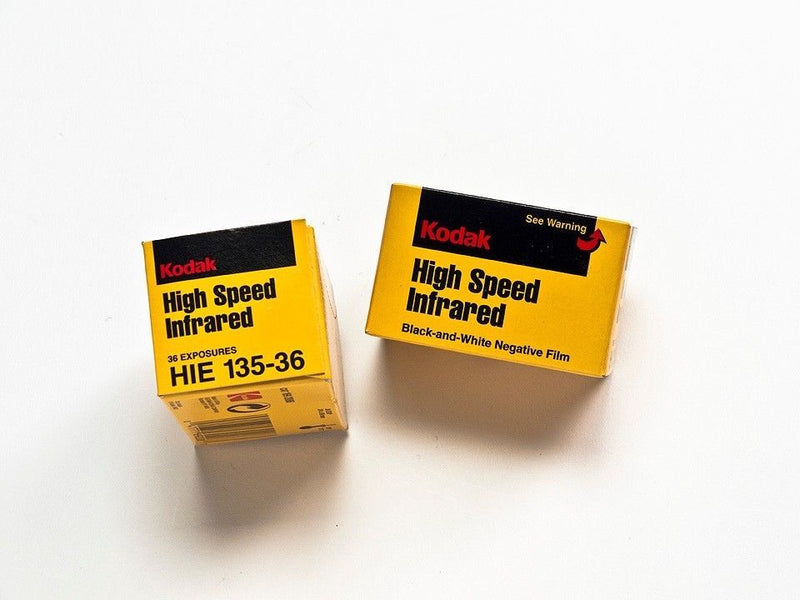 Kodak
High Speed
Infrared
36 EXPOSURES
HIE 135-36
See Warning
Kodak
High Speed
Infrared
Black-and-White Negative Film